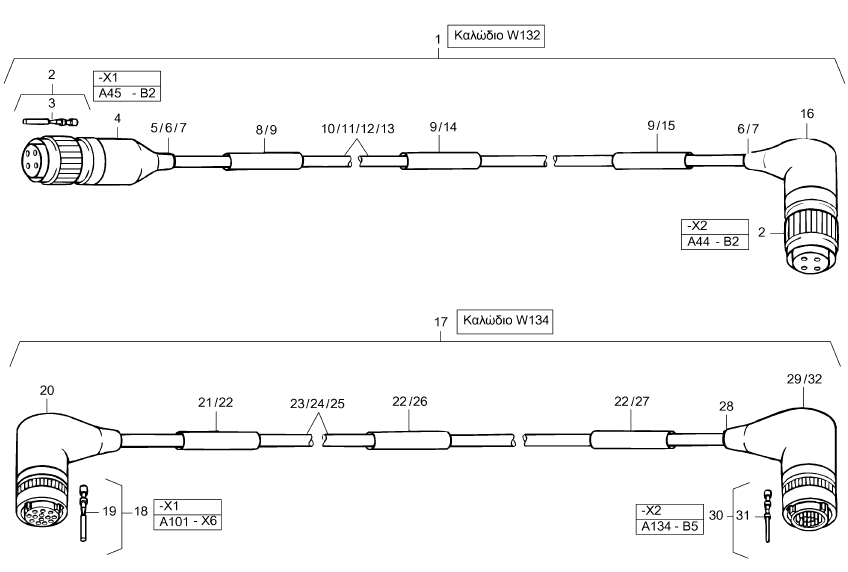 1
Καλώδιο W132
2
-X1
A45 - B2
3
4
5/6/7
8/9
10/11/12/13
9/14
9/15
6/7
16
-X2
A44 - B2
2
17
Καλώδιο W134
20
21/22
23/24/25
22/26
22/27
28
29/32
19
18
-X1
A101 - X6
-X2
A134 - B5
30
31